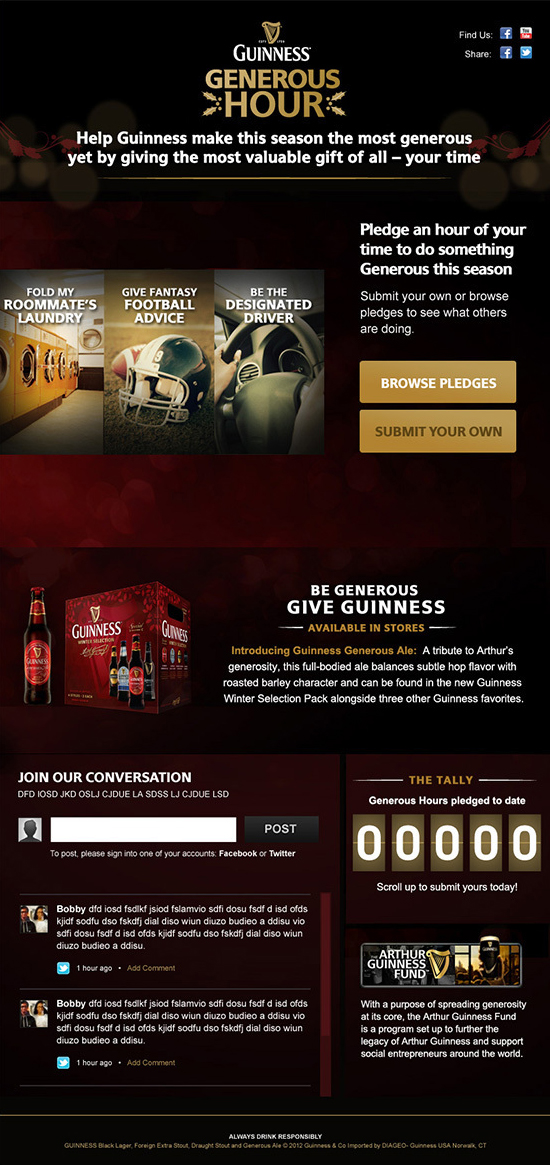 Find Us:
You Tube
Share:
ESTD 1759
GUINNESS
GENEROUS
HOUR
Help Guinness make this season the most generous
yet by giving the most valuable gift of all – your time
FOLD MY
ROOMMATE'S
LAUNDRY
GIVE FANTASY
FOOTBALL
ADVICE
BE THE
DESIGNATED
DRIVER
Pledge an hour of your
time to do something
Generous this season
Submit your own or browse
pledges to see what others
are doing.
BROWSE PLEDGES
SUBMIT YOUR OWN
GUINNESS
GUINNESS
WINTER SELECTION
GUINNESS
BE GENEROUS
GIVE GUINNESS
AVAILABLE IN STORES
Introducing Guinness Generous Ale: A tribute to Arthur's
generosity, this full-bodied ale balances subtle hop flavor with
roasted barley character and can be found in the new Guinness
Winter Selection Pack alongside three other Guinness favorites.
JOIN OUR CONVERSATION
DFD IOSD JKD OSLJ CJDUE LA SDSS LJ CJDUE LSD
POST
To post, please sign into one of your accounts: Facebook or Twitter
Bobby dfd iosd fsdlkf jsiod fslamvio sdfi dosu fsdf d isd ofds
kjidf sodfu dso fskdfj dial diso wiun diuzo budieo a ddisu vio
sdfi dosu fsdf d isd ofds kjidf sodfu dso fskdfj dial diso wiun
diuzo budieo a ddisu.
1 hour ago • Add Comment
Bobby dfd iosd fsdlkf jsiod fslamvio sdfi dosu fsdf d isd ofds
kjidf sodfu dso fskdfj dial diso wiun diuzo budieo a ddisu vio
sdfi dosu fsdf d isd ofds kjidf sodfu dso fskdfj dial diso wiun
diuzo budieo a ddisu.
1 hour ago • Add Comment
THE TALLY
Generous Hours pledged to date
0 0 0 0 0
Scroll up to submit yours today!
ARTHUR
GUINNESS
FUND™
With a purpose of spreading generosity
at its core, the Arthur Guinness Fund
is a program set up to further the
legacy of Arthur Guinness and support
social entrepreneurs around the world.
ALWAYS DRINK RESPONSIBLY
GUINNESS Black Lager, Foreign Extra Stout, Draught Stout and Generous Ale © 2012 Guinness & Co Imported by DIAGEO- Guinness USA Norwalk, CT